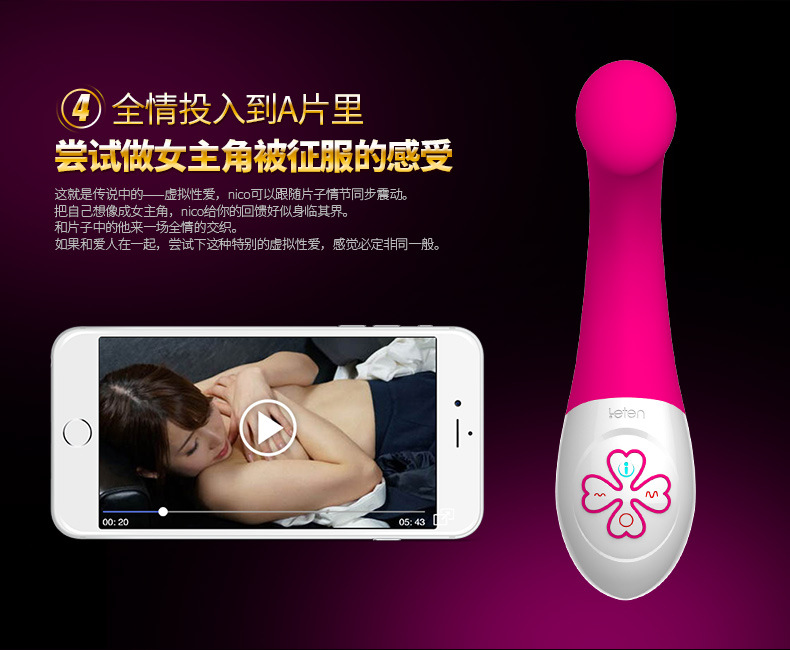 4 全情投入到A片里
尝试做女主角被征服的感受
这就是传说中的——虚拟性爱，nico可以跟随片子情节同步震动。
把自己想像成女主角，nico给你的回馈好似身临其界。
和片子中的他来一场全情的交织。
如果和爱人在一起，尝试下这种特别的虚拟性爱，感觉必定非同一般。
leten
00: 20
05: 43